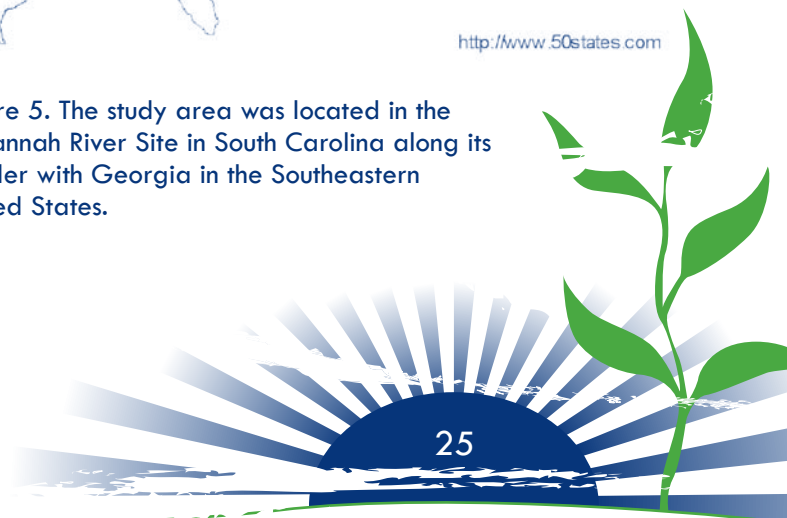 http://www.50states.com
re 5. The study area was located in the
annah River Site in South Carolina along its
er with Georgia in the Southeastern
ed States.
25